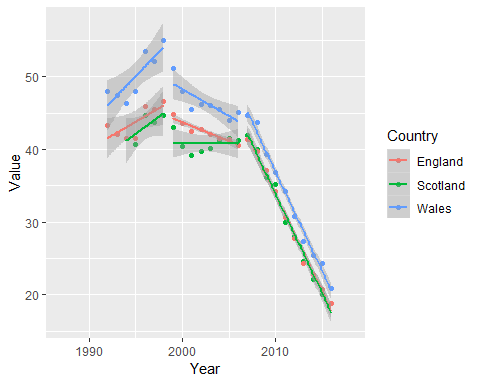 Value
50
40
30
20
1990
2000
2010
Year
Country
England
Scotland
Wales